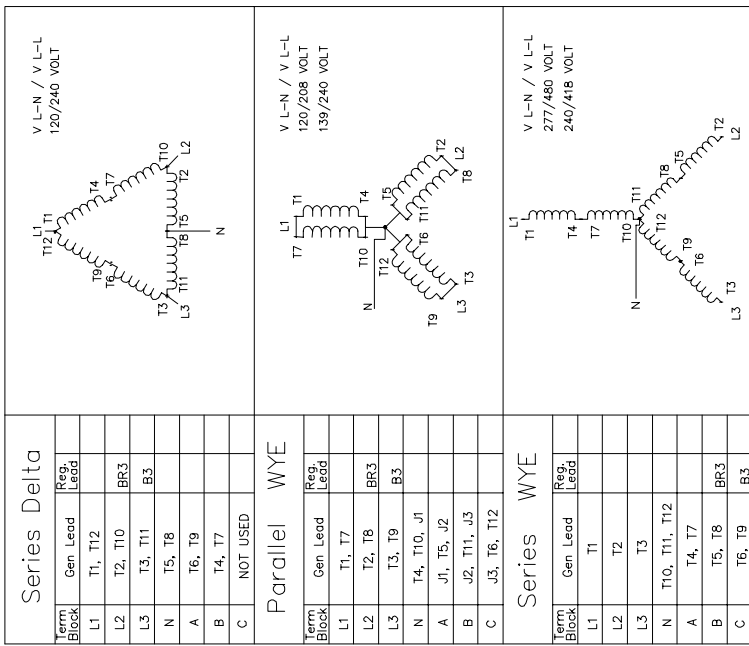 Series Delta
Term Block Gen Lead Reg. Lead
L1 T1, T12
L2 T2, T10 BR3
L3 T3, T11 B3
N T5, T8
A T6, T9
B T4, T7
C NOT USED
V L-N / V L-L
120/240 VOLT
L1
T12 T1
T9 T4
T6 T7
T3 T11 T8 T5 T2 T10
L3 L2
N
Parallel WYE
Term Block Gen Lead Reg. Lead
L1 T1, T7
L2 T2, T8 BR3
L3 T3, T9 B3
N T4, T10, J1
A J1, T5, J2
B J2, T11, J3
C J3, T6, T12
V L-N / V L-L
120/208 VOLT
139/240 VOLT
L1
T7 T1
T10 T4
N
T12 T6 T11 T5
T9 T3 T8 T2
L3 L2
Series WYE
Term Block Gen Lead Reg. Lead
L1 T1
L2 T2
L3 T3
N T10, T11, T12
A T4, T7
B T5, T8 BR3
C T6, T9 B3
V L-N / V L-L
277/480 VOLT
240/418 VOLT
L1
T1
T4
T7
T10 T11
T12
N
T9 T8
T6 T5
T3 T2
L3 L2